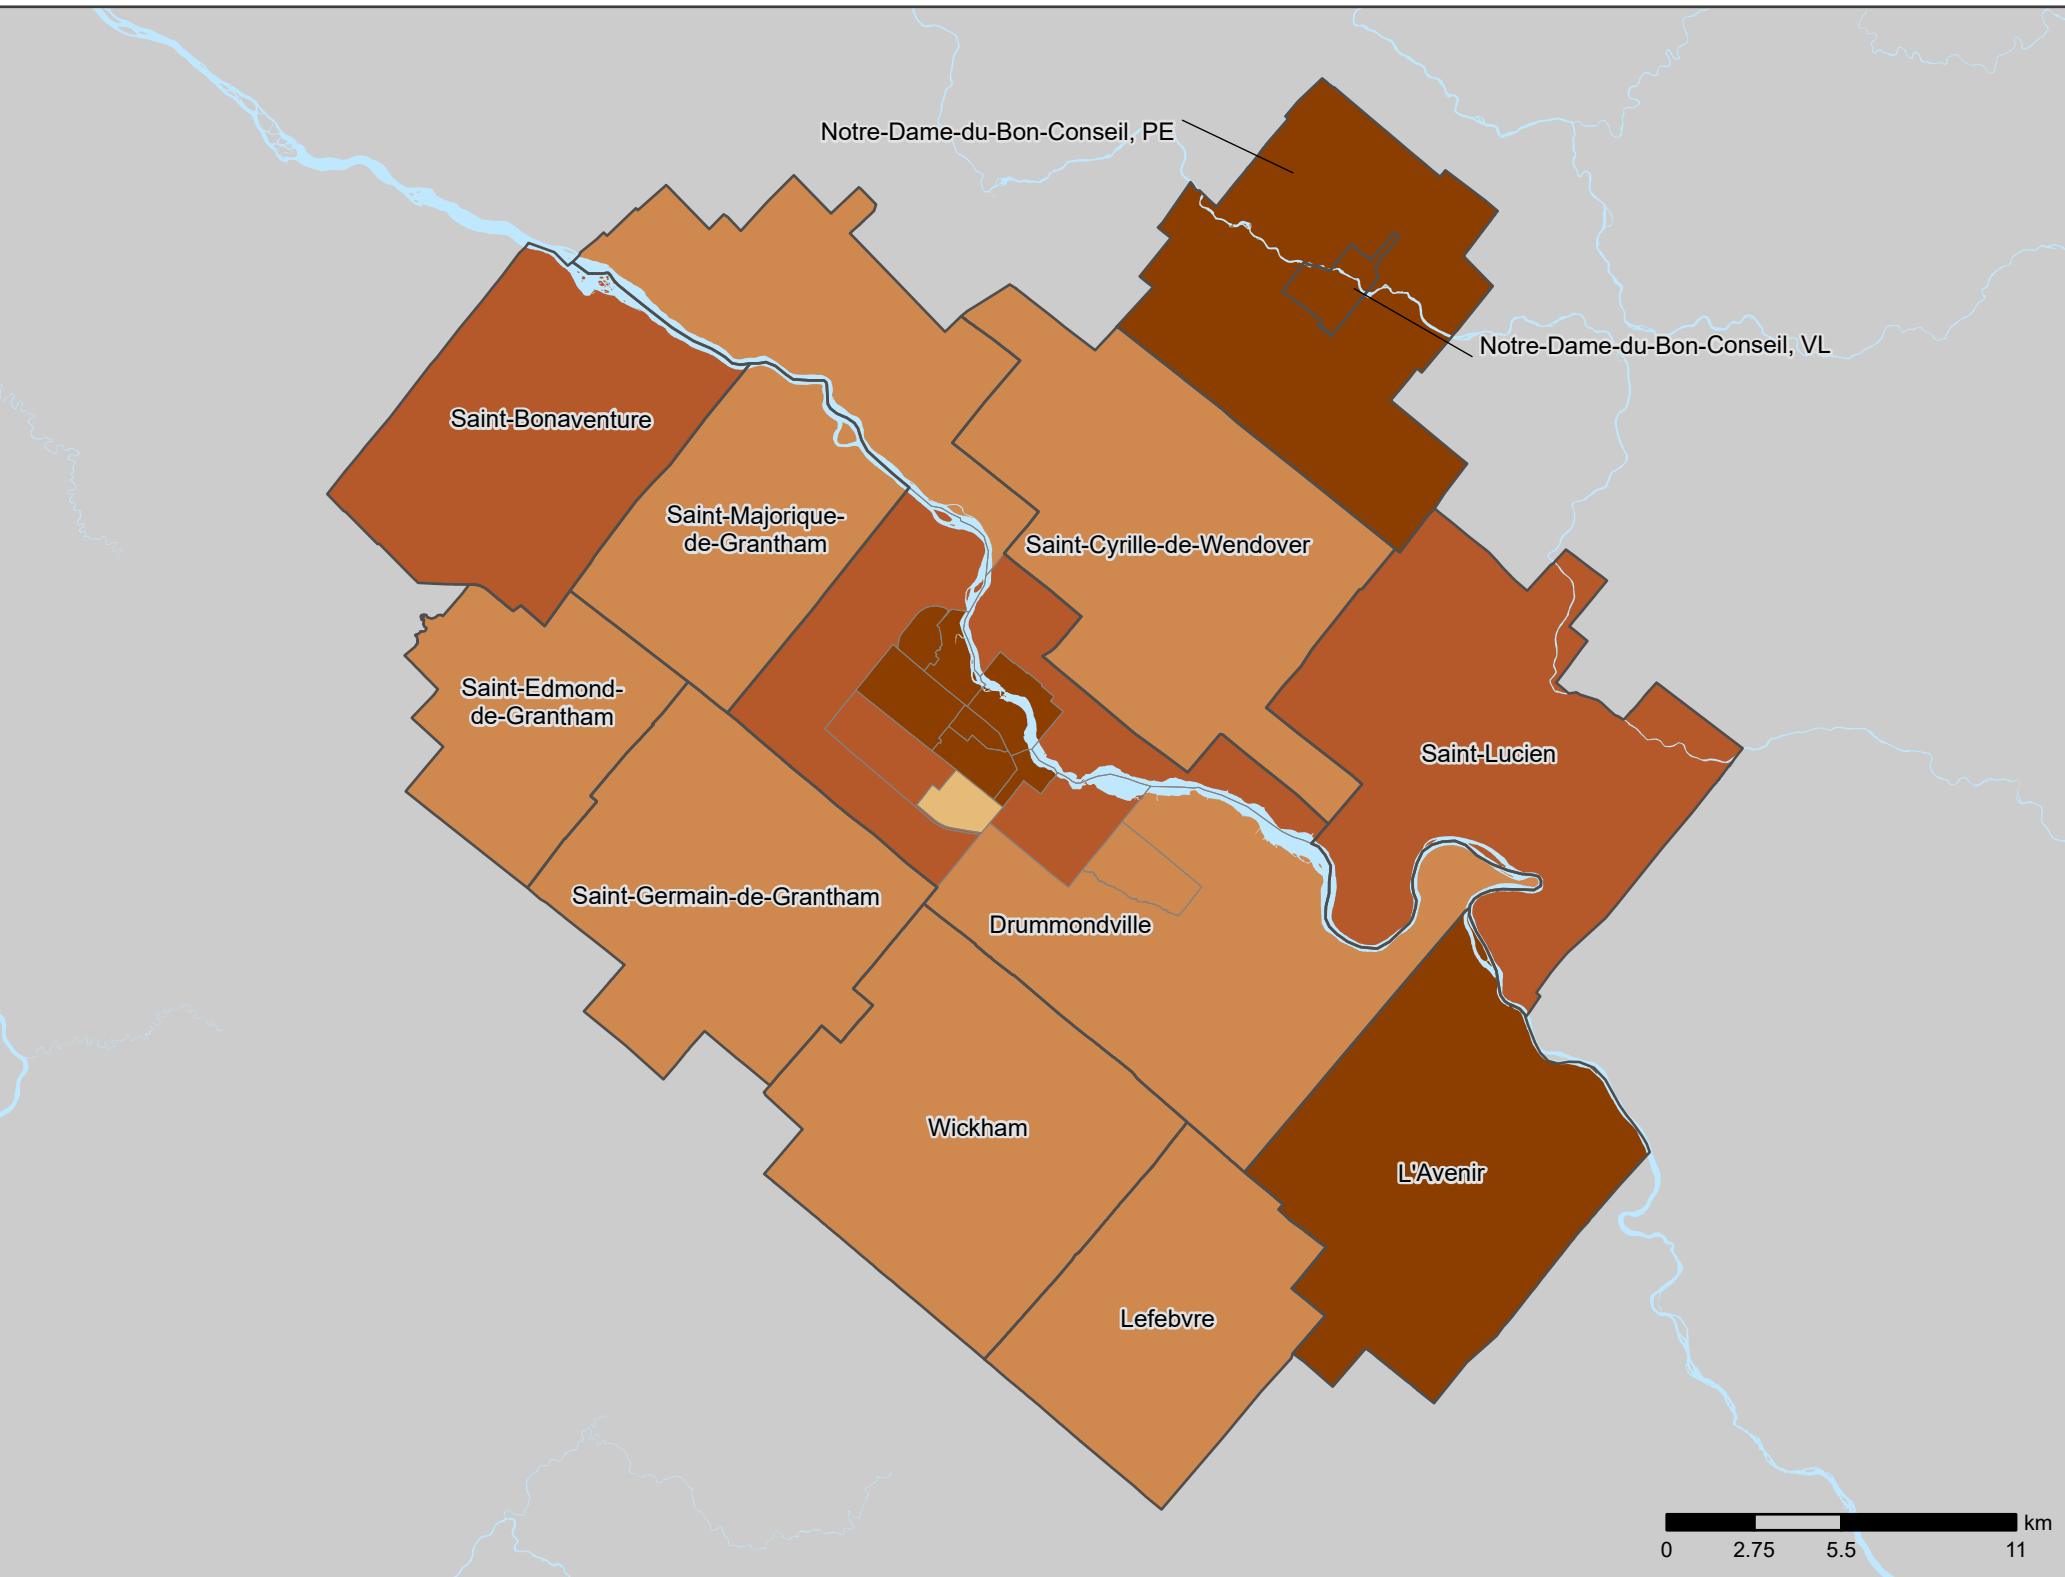 Notre-Dame-du-Bon-Conseil, PE
Notre-Dame-du-Bon-Conseil, VL
Saint-Bonaventure
Saint-Majorique-
de-Grantham
Saint-Cyrille-de-Wendover
Saint-Edmond-
de-Grantham
Saint-Lucien
Saint-Germain-de-Grantham
Drummondville
Wickham
L'Avenir
Lefebvre
km
0 2.75 5.5 11